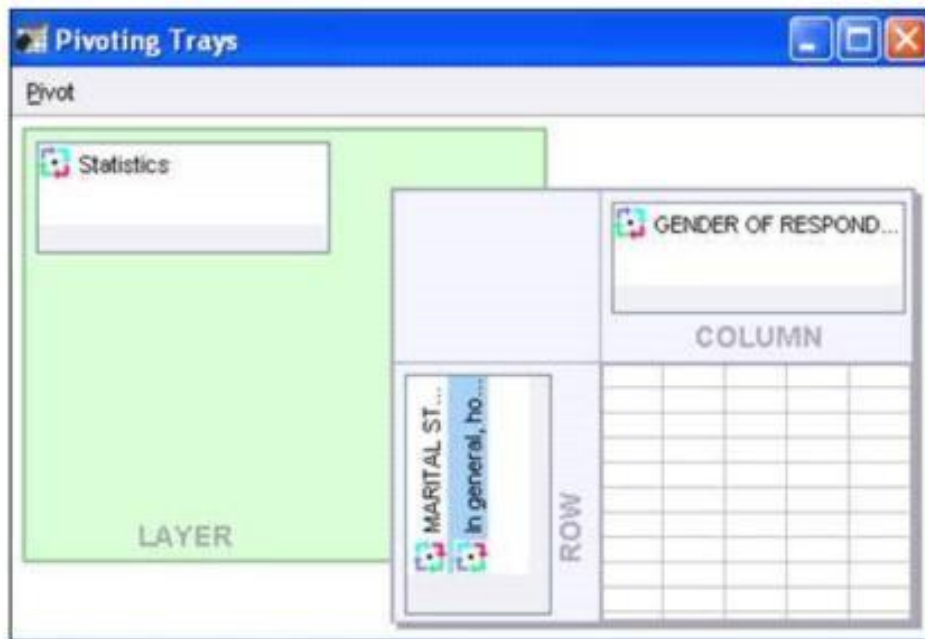 Pivoting Trays
Pivot
Statistics
GENDER OF RESPOND...
COLUMN
MARITAL ST...
In general, ho...
ROW
LAYER